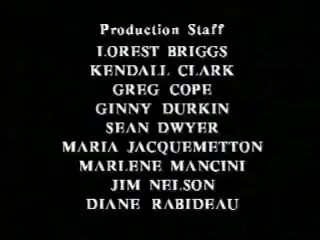 Production Staff
LOREST BRIGGS
KENDALL CLARK
GREG COPE
GINNY DURKIN
SEAN DWYER
MARIA JACQUEMETTON
MARLENE MANCINI
JIM NELSON
DIANE RABIDEAU